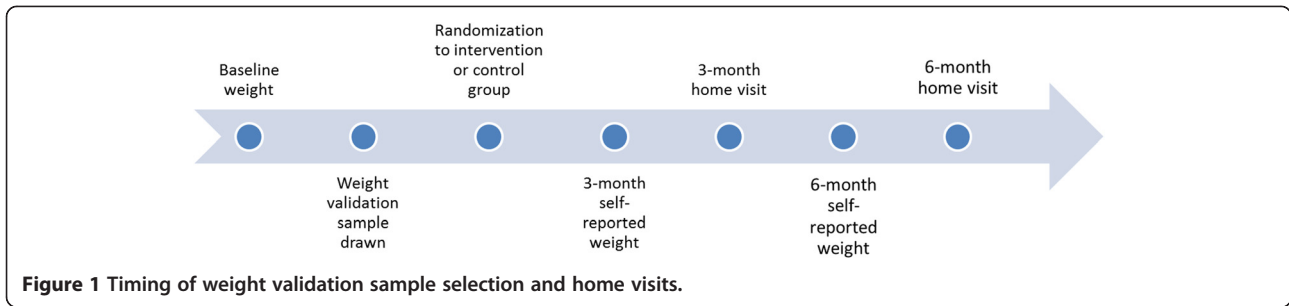 Baseline
weight
Weight
validation
sample
drawn
Randomization
to intervention
or control
group
3-month
self-
reported
weight
3-month
home visit
6-month
self-
reported
weight
6-month
home visit
Figure 1 Timing of weight validation sample selection and home visits.